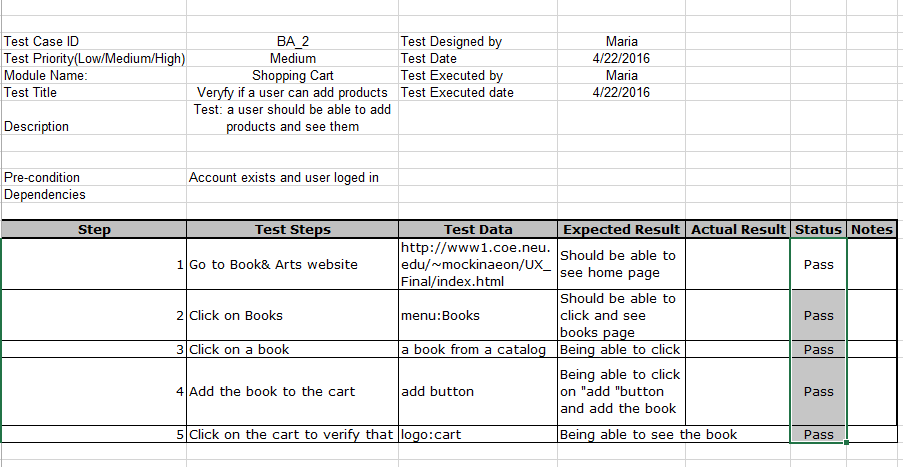 Test Case ID BA_2 Test Designed by Maria
Test Priority(Low/Medium/High) Medium Test Date 4/22/2016
Module Name: Shopping Cart Test Executed by Maria
Test Title Veryfy if a user can add products Test Executed date 4/22/2016
Test: a user should be able to add
Description products and see them
Pre-condition Account exists and user loged in
Dependencies
Step Test Steps Test Data Expected Result Actual Result Status Notes
http://www1.coe.neu.
1 Go to Book& Arts website edu/~mockinaeon/UX_ Should be able to see home page Pass
Final/index.html
Should be able to
2 Click on Books menu:Books click and see Pass
books page
3 Click on a book a book from a catalog Being able to click Pass
Being able to click
4 Add the book to the cart add button on "add "button Pass
and add the book
5 Click on the cart to verify that logo:cart Being able to see the book Pass